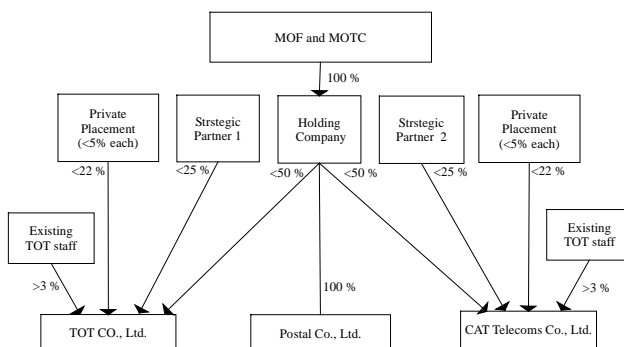 MOF and MOTC
100 %
Private
Placement
(<5% each)
Strstegic
Partner 1
Holding
Company
Strstegic
Partner 2
Private
Placement
(<5% each)
<22 %
<25 %
<50 %
<50 %
<25 %
<22 %
Existing
TOT staff
Existing
TOT staff
>3 %
100 %
>3 %
TOT CO., Ltd.
Postal Co., Ltd.
CAT Telecoms Co., Ltd.